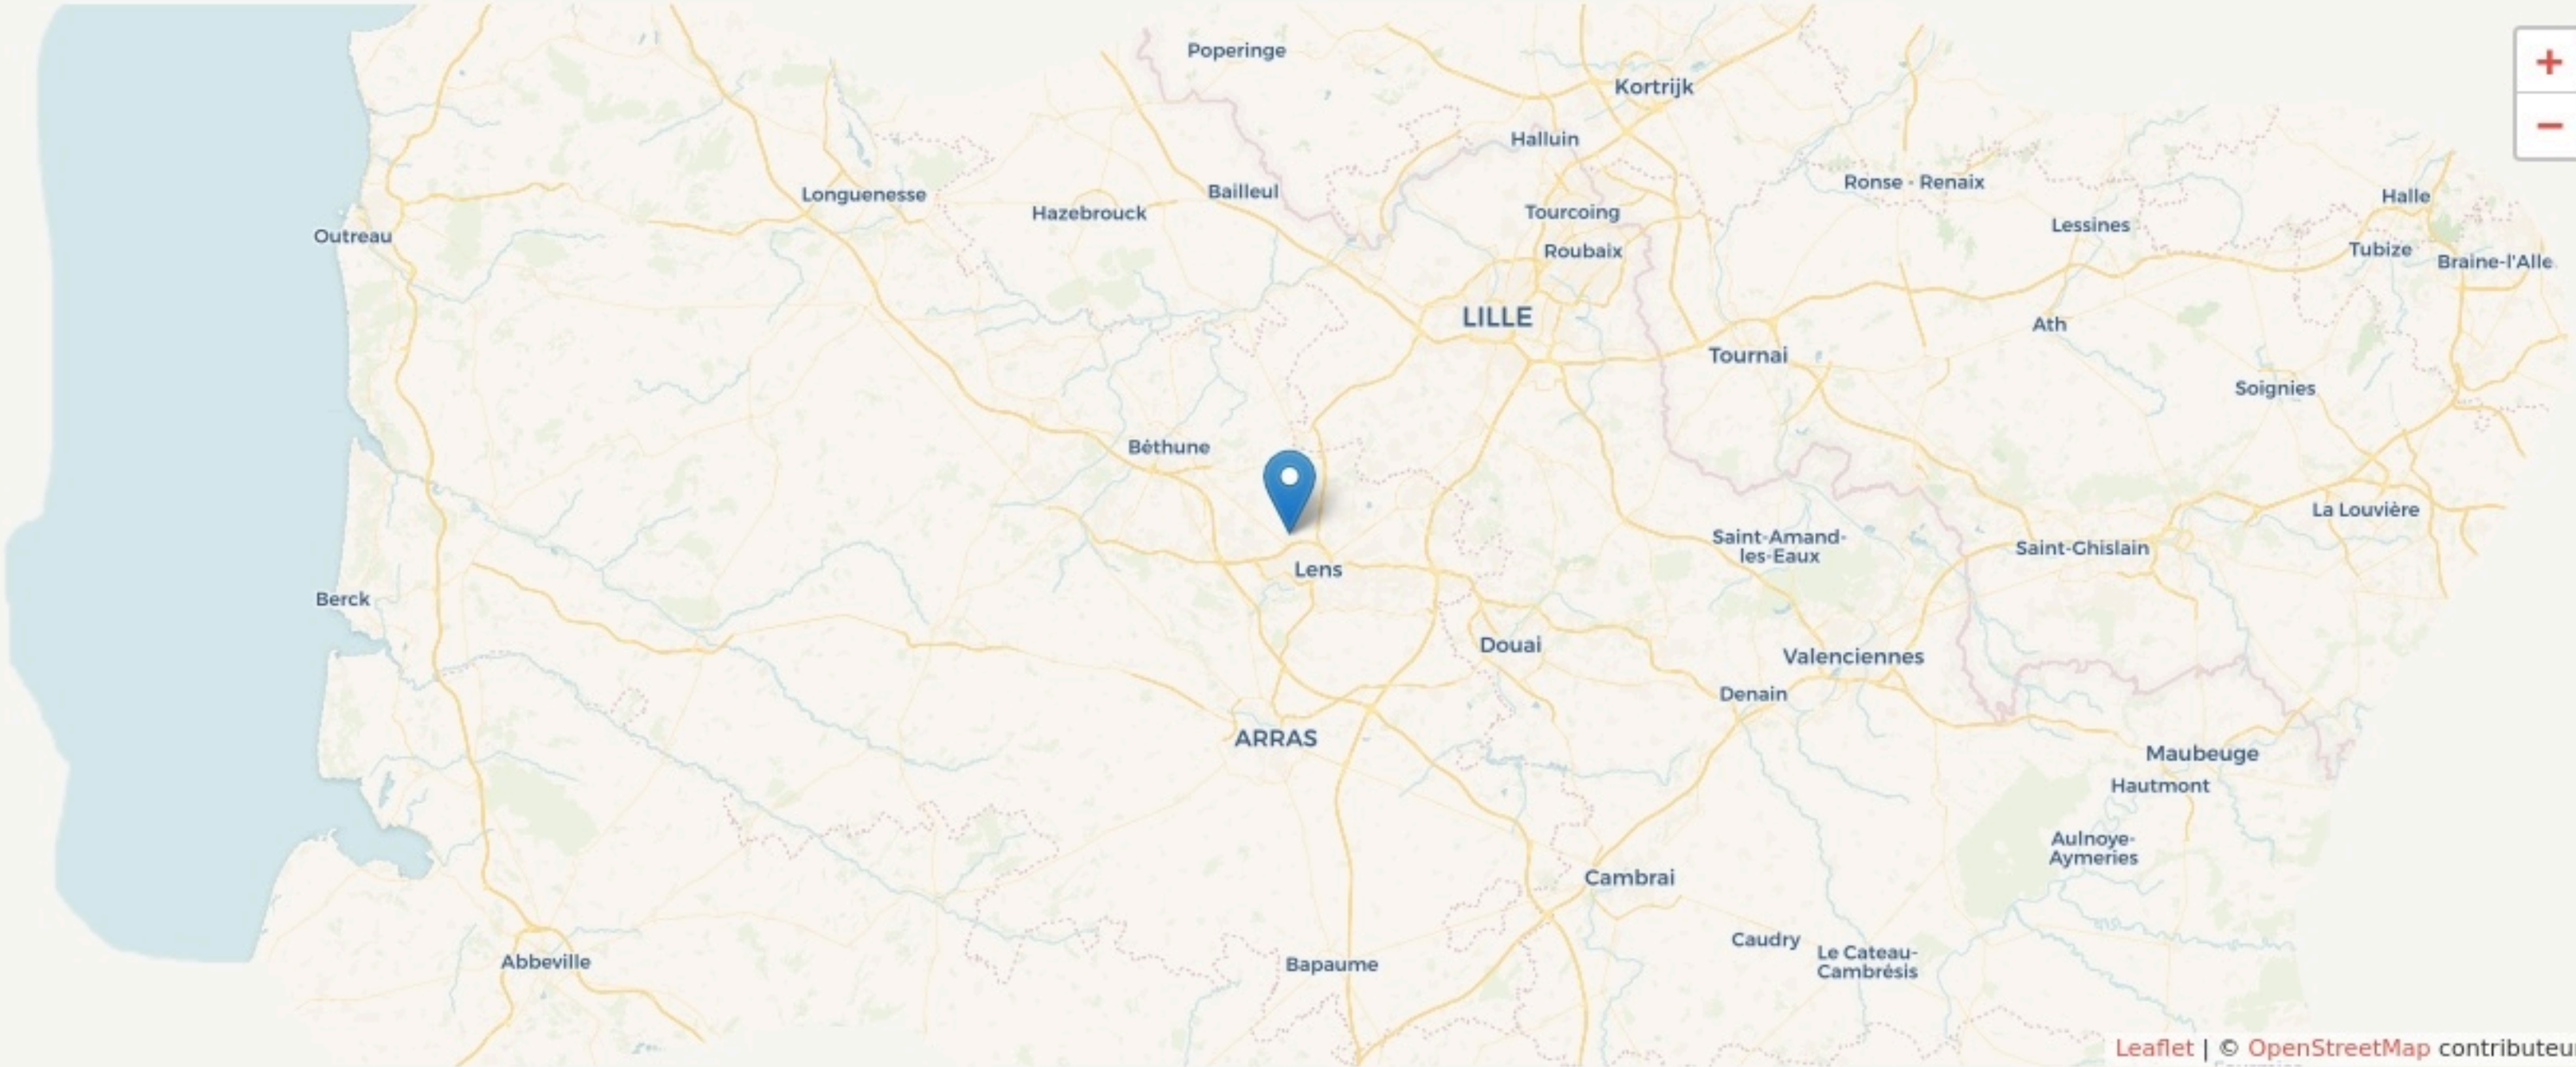 Poperinge
+
Kortrijk
−
Halluin
Ronse - Renaix
Bailleul
Longuenesse
Halle
Hazebrouck
Tourcoing
Lessines
Outreau
Tubize
Roubaix
Braine-l'Alle
LILLE
Ath
Tournai
Soignies
Béthune
La Louvière
Saint-Amand-
les-Eaux
Saint-Ghislain
Lens
Berck
Douai
Valenciennes
Denain
ARRAS
Maubeuge
Hautmont
Aulnoye-
Aymeries
Cambrai
Caudry
Le Cateau-
Cambrésis
Abbeville
Bapaume
Leaflet | © OpenStreetMap contributeu